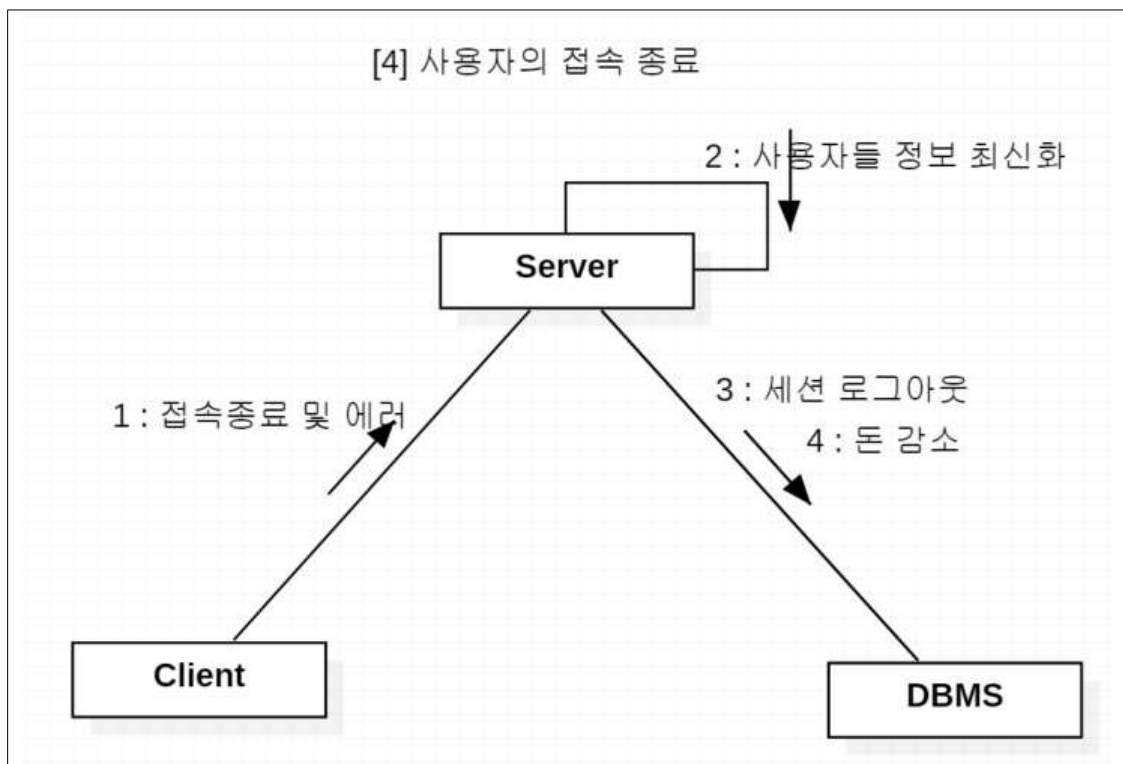 [4] 사용자의 접속 종료
2 : 사용자들 정보 최신화
Server
1 : 접속종료 및 에러
3 : 세션 로그아웃
4 : 돈 감소
Client
DBMS